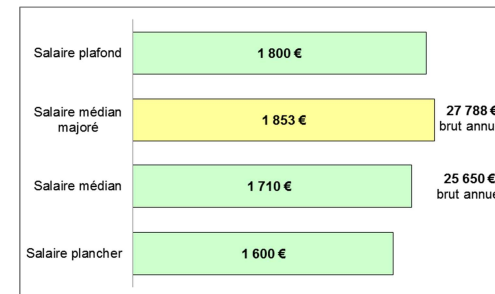 Salaire plafond
1 800 €
Salaire médian
majoré
1 853 €
27 788 €
brut annu
Salaire médian
1 710 €
25 650 €
brut annue
Salaire plancher
1 600 €